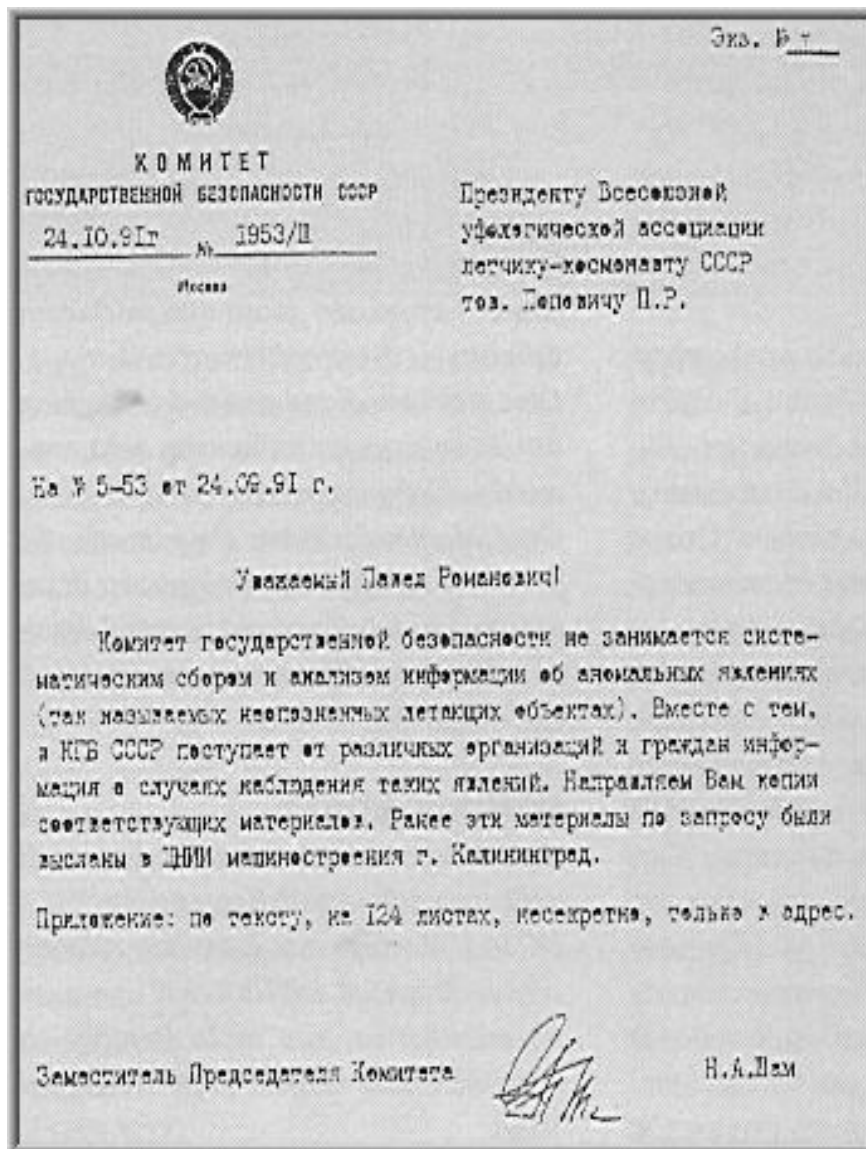 Экз. №
КОМИТЕТ
ГОСУДАРСТВЕННОЙ БЕЗОПАСНОСТИ СССР
24.10.91г № 1953/П
Москва
Президенту Всесоюзной
уфологической ассоциации
летчику-космонавту СССР
тов. Поповичу П.Р.
На № 5-53 от 24.09.91 г.
Уважаемый Павел Романович!
Комитет государственной безопасности не занимается систе-
матическим сбором и анализом информации об аномальных явлениях
(так называемых неопознанных летающих объектах). Вместе с тем,
в КГБ СССР поступает от различных организаций и граждан инфор-
мация о случаях наблюдения таких явлений. Направляем Вам копии
соответствующих материалов. Ранее эти материалы по запросу были
высланы в ЦНИИ машиностроения г. Калининград.
Приложение: по тексту, на 124 листах, несекретно, только в адрес.
Заместитель Председателя Комитета
Н.А.Шам